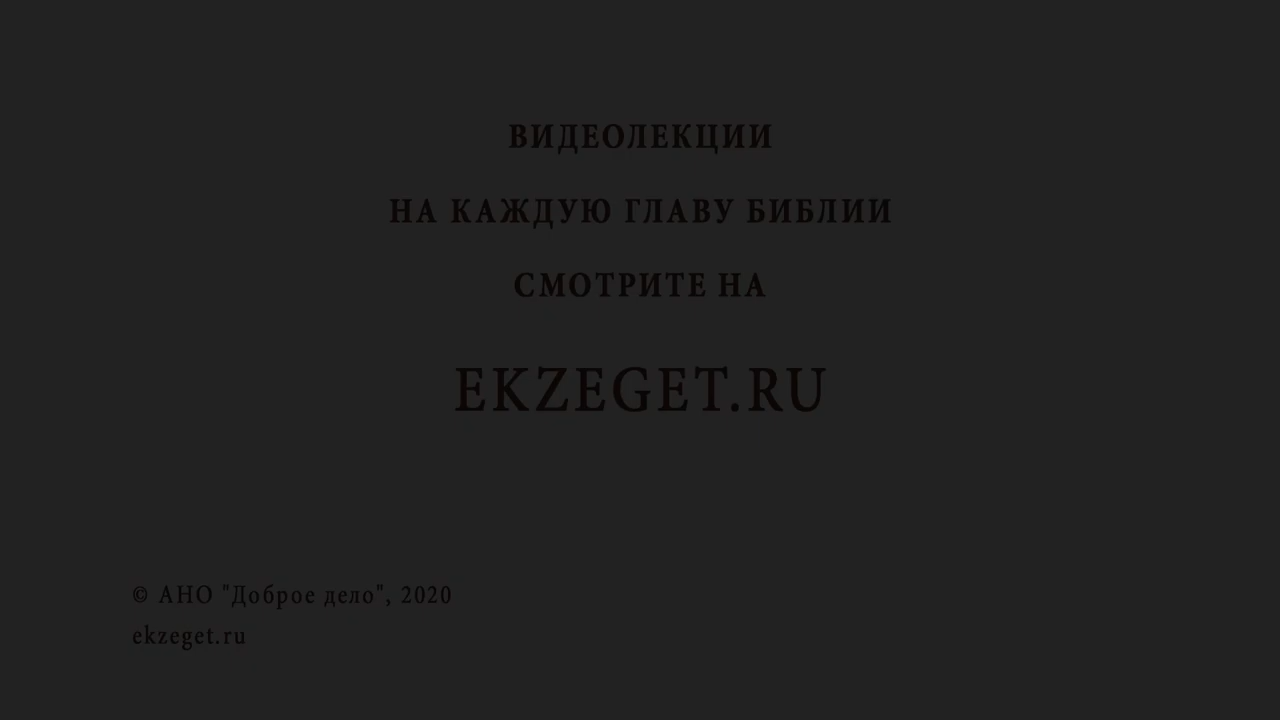 ВИДЕОЛЕКЦИИ
НА КАЖДУЮ ГЛАВУ БИБЛИИ
СМОТРИТЕ НА
EKZEGET.RU
© АНО "Доброе дело", 2020
ekzeget.ru